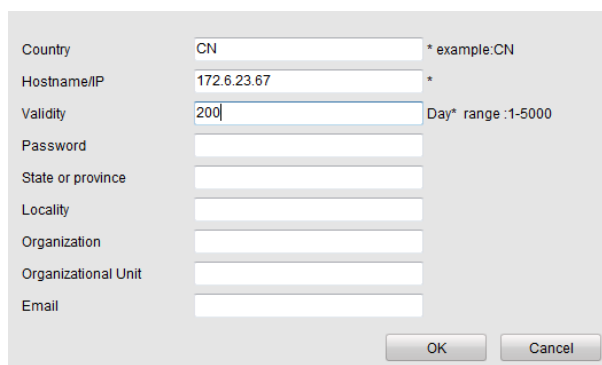 Country CN * example:CN
Hostname/IP 172.6.23.67 *
Validity 200 Day* range :1-5000
Password
State or province
Locality
Organization
Organizational Unit
Email
OK Cancel